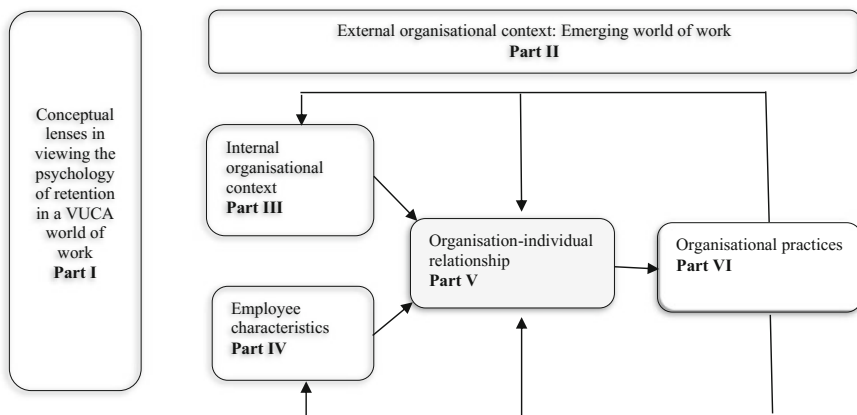 Conceptual
lenses in
viewing the
psychology
of retention
in a VUCA
world of
work
Part I
External organisational context: Emerging world of work
Part II
Internal
organisational
context
Part III
Employee
characteristics
Part IV
Organisation-individual
relationship
Part V
Organisational practices
Part VI